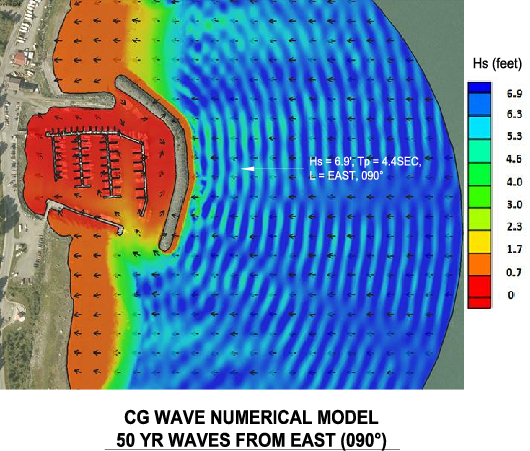 Hs (feet)
6.9
6.3
5.3
4.5
4.3
3.0
2.3
1.7
0.7
0
Hs = 6.9', Tp = 4.4SEC,
L = EAST, 090°
CG WAVE NUMERICAL MODEL
50 YR WAVES FROM EAST (090°)